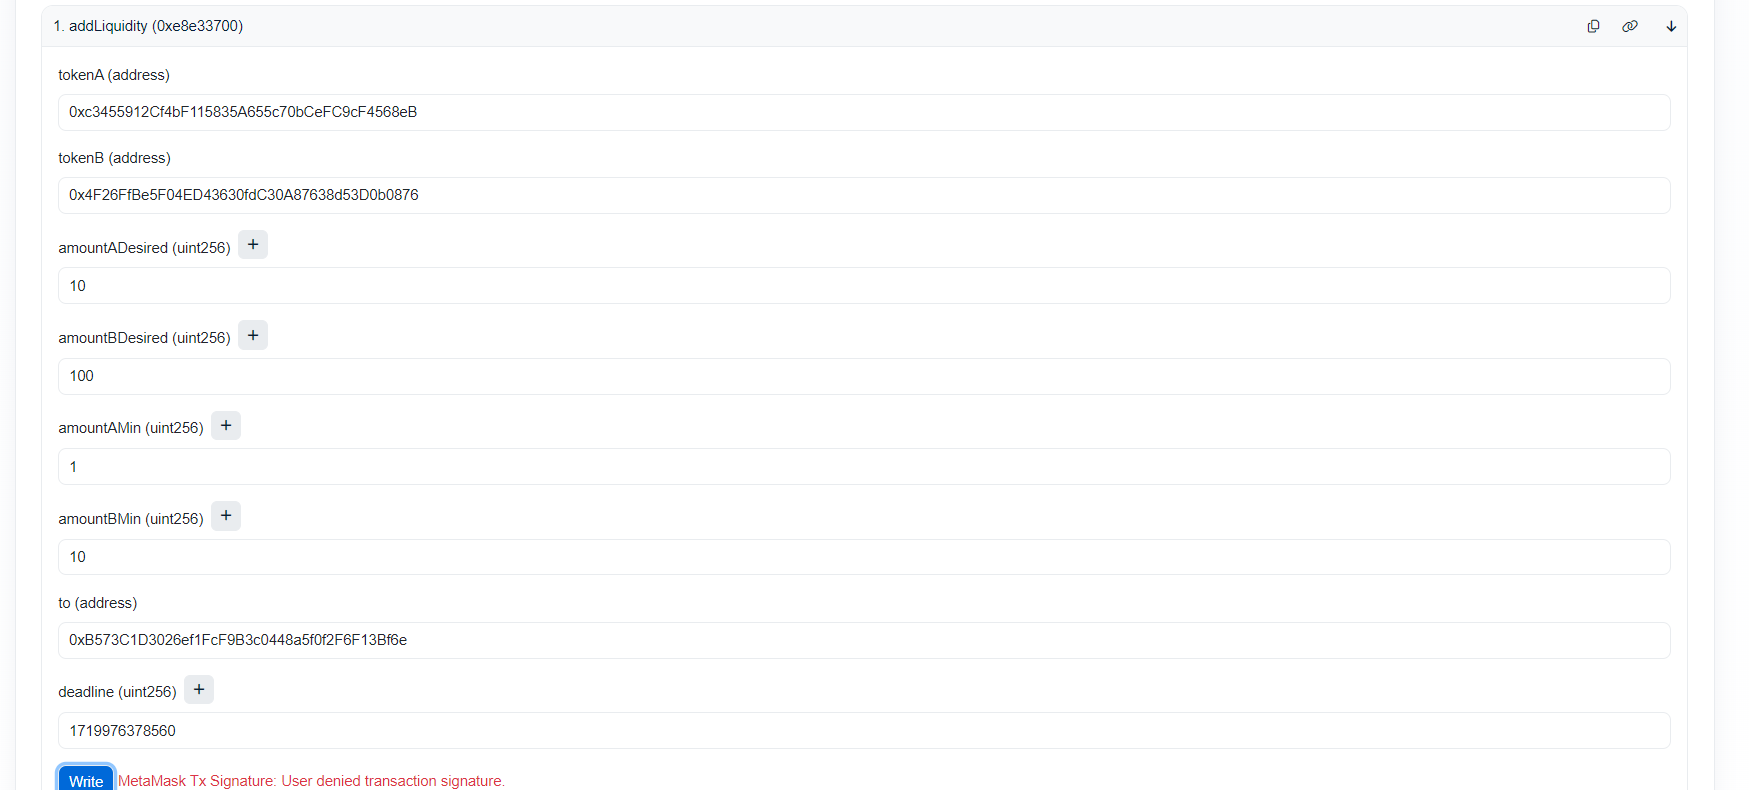 1. addLiquidity (0xe8e33700)
tokenA (address)
0xc3455912Cf4bF115835A655c70bCeFC9cF4568eB
tokenB (address)
0x4F26FfBe5F04ED43630fdC30A87638d53D0b0876
amountADesired (uint256) +
10
amountBDesired (uint256) +
100
amountAMin (uint256) +
1
amountBMin (uint256) +
10
to (address)
0xB573C1D3026ef1FcF9B3c0448a5f0f2F6F13Bf6e
deadline (uint256) +
1719976378560
Write MetaMask Tx Signature: User denied transaction signature.